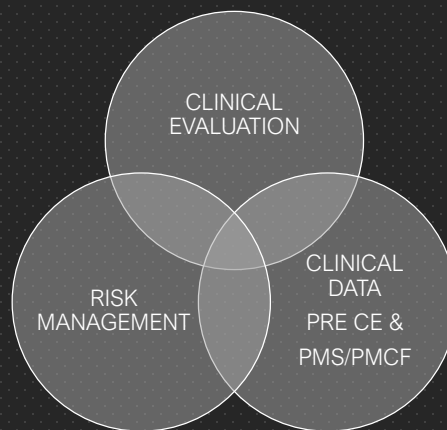 CLINICAL
EVALUATION
RISK
MANAGEMENT
CLINICAL
DATA
PRE CE &
PMS/PMCF